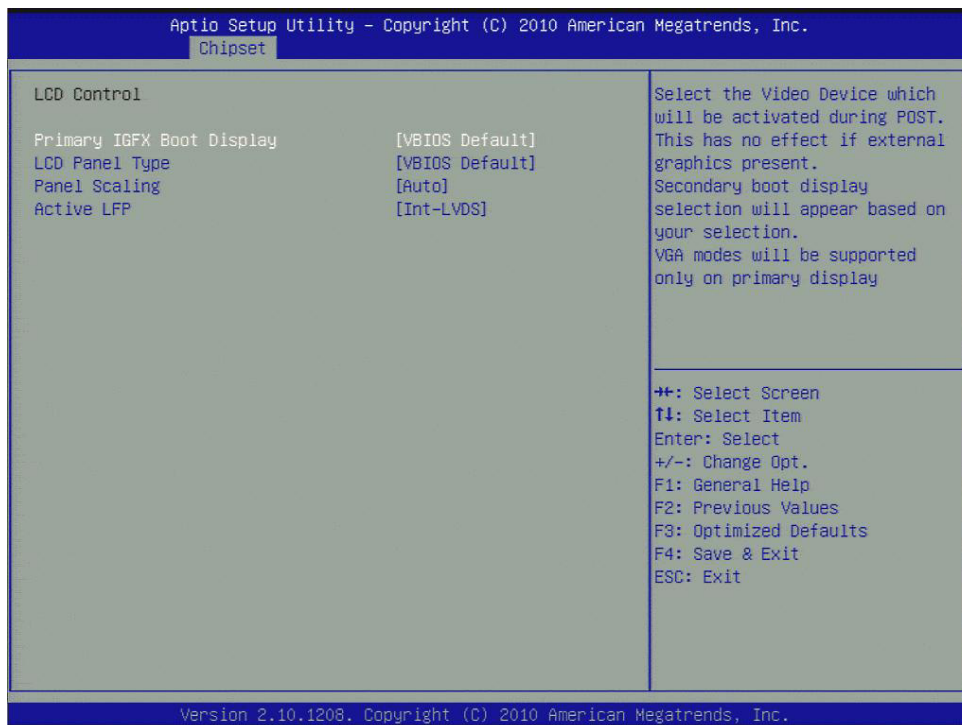 Aptio Setup Utility – Copyright (C) 2010 American Megatrends, Inc.
Chipset
LCD Control
Primary IGFX Boot Display [VBIOS Default]
LCD Panel Type [VBIOS Default]
Panel Scaling [Auto]
Active LFP [Int-LVDS]
Select the Video Device which
will be activated during POST.
This has no effect if external
graphics present.
Secondary boot display
selection will appear based on
your selection.
VGA modes will be supported
only on primary display
→←: Select Screen
↑↓: Select Item
Enter: Select
+/-: Change Opt.
F1: General Help
F2: Previous Values
F3: Optimized Defaults
F4: Save & Exit
ESC: Exit
Version 2.10.1208. Copyright (C) 2010 American Megatrends, Inc.